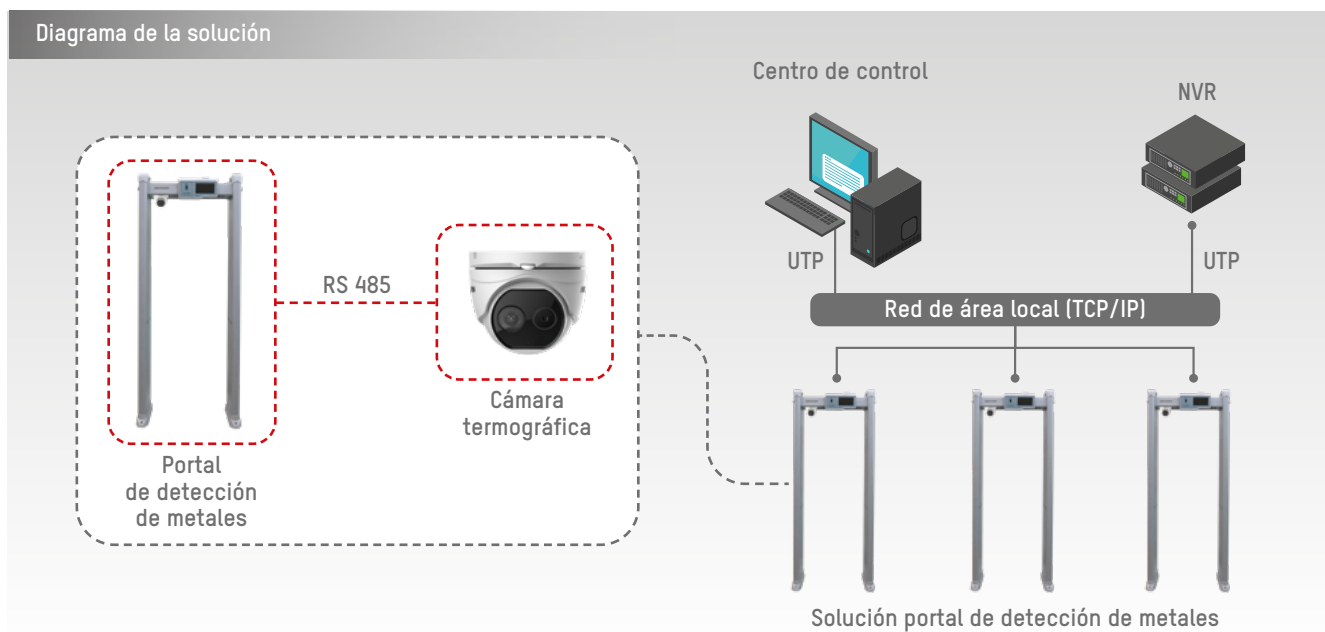 Diagrama de la solución
Centro de control
NVR
RS 485
UTP
UTP
Red de área local (TCP/IP)
Cámara
termográfica
Portal
de detección
de metales
Solución portal de detección de metales